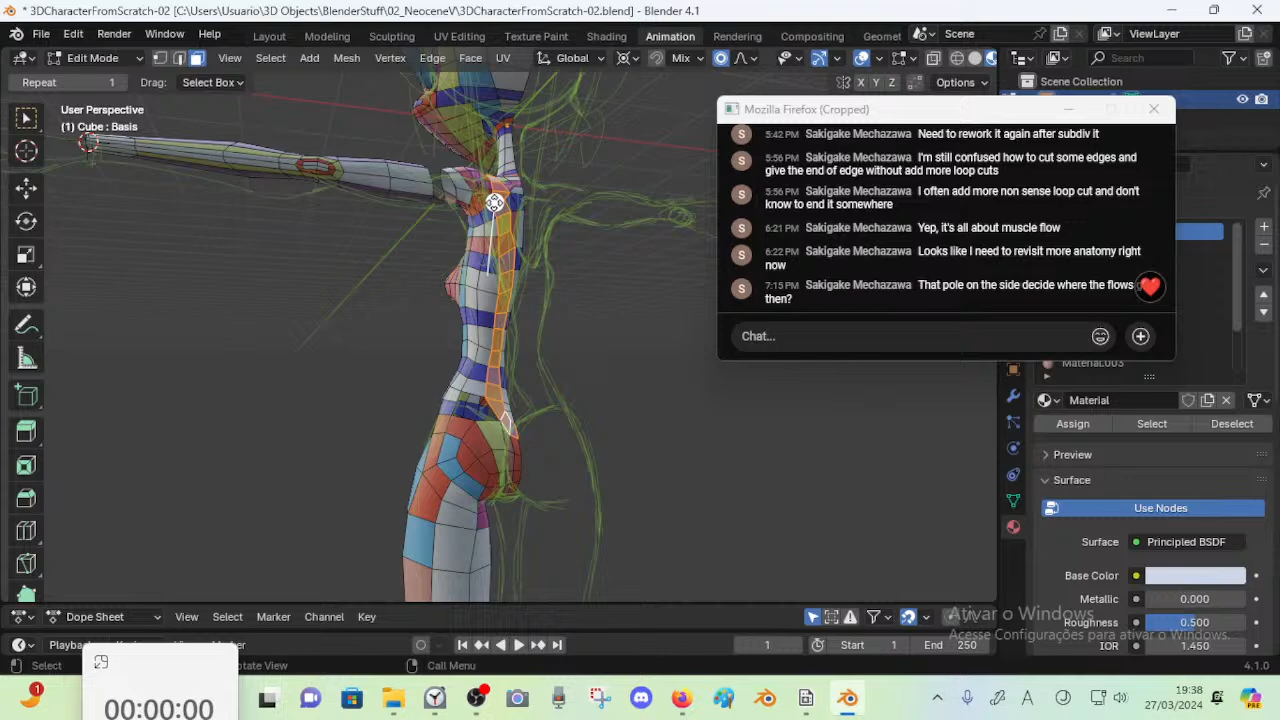 * 3DCharacterFromScratch-02 [C:\Users\Usuario\3D Objects\BlenderStuff\02_NeoceneV\3DCharacterFromScratch-02.blend] - Blender 4.1
File Edit Render Window Help Layout Modeling Sculpting UV Editing Texture Paint Shading Animation Rendering Compositing Geomet Scene ViewLayer
Edit Mode View Select Add Mesh Vertex Edge Face UV Global Mix Search
Repeat 1 Drag: Select Box X Y Z Options Scene Collection
User Perspective
(1) Cube : Basis
Mozilla Firefox (Cropped)
5:42 PM Sakigake Mechazawa Need to rework it again after subdiv it
5:56 PM Sakigake Mechazawa I'm still confused how to cut some edges and
give the end of edge without add more loop cuts
5:56 PM Sakigake Mechazawa I often add more non sense loop cut and don't
know to end it somewhere
6:21 PM Sakigake Mechazawa Yep, it's all about muscle flow
6:22 PM Sakigake Mechazawa Looks like I need to revisit more anatomy right
now
7:15 PM Sakigake Mechazawa That pole on the side decide where the flows
then?
Chat...
Material.003
Material
Assign Select Deselect
Preview
Surface
Use Nodes
Surface Principled BSDF
Base Color
Metallic 0.000
Roughness 0.500
IOR 1.450
Dope Sheet View Select Marker Channel Key
Ativar o Windows
Acesse Configurações para ativar o Windows.
1 Start 1 End 250
Select Call Menu 4.1.0
00:00:00
1
19:38
27/03/2024
PRE